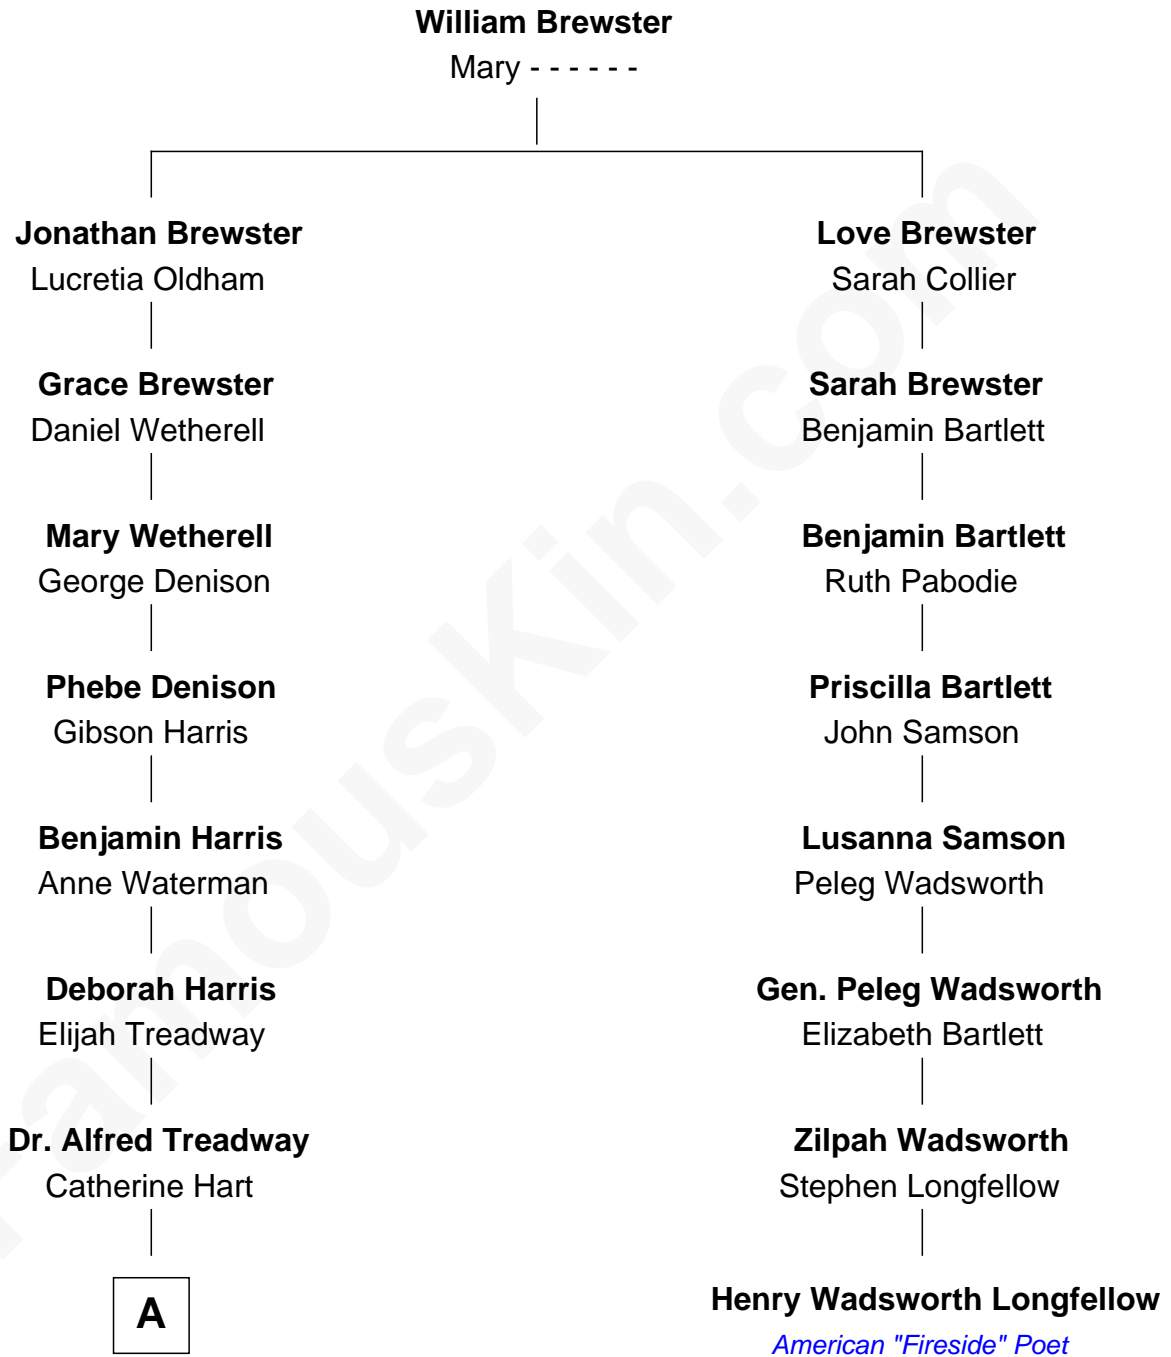 William Brewster
Mary - - - - - -
Jonathan Brewster
Lucretia Oldham
Love Brewster
Sarah Collier
Grace Brewster
Daniel Wetherell
Sarah Brewster
Benjamin Bartlett
Mary Wetherell
George Denison
Benjamin Bartlett
Ruth Pabodie
Phebe Denison
Gibson Harris
Priscilla Bartlett
John Samson
Benjamin Harris
Anne Waterman
Lusanna Samson
Peleg Wadsworth
Deborah Harris
Elijah Treadway
Gen. Peleg Wadsworth
Elizabeth Bartlett
Dr. Alfred Treadway
Catherine Hart
Zilpah Wadsworth
Stephen Longfellow
A
Henry Wadsworth Longfellow
American "Fireside" Poet
FamousKin.com